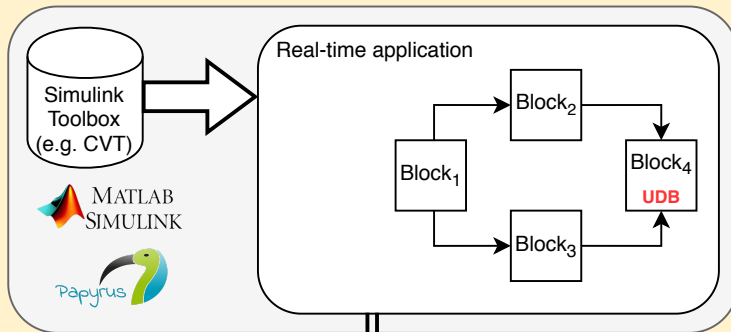 Simulink
Toolbox
(e.g. CVT)
MATLAB
SIMULINK
Papyrus
Real-time application
Block₁
Block₂
Block₃
Block₄
UDB